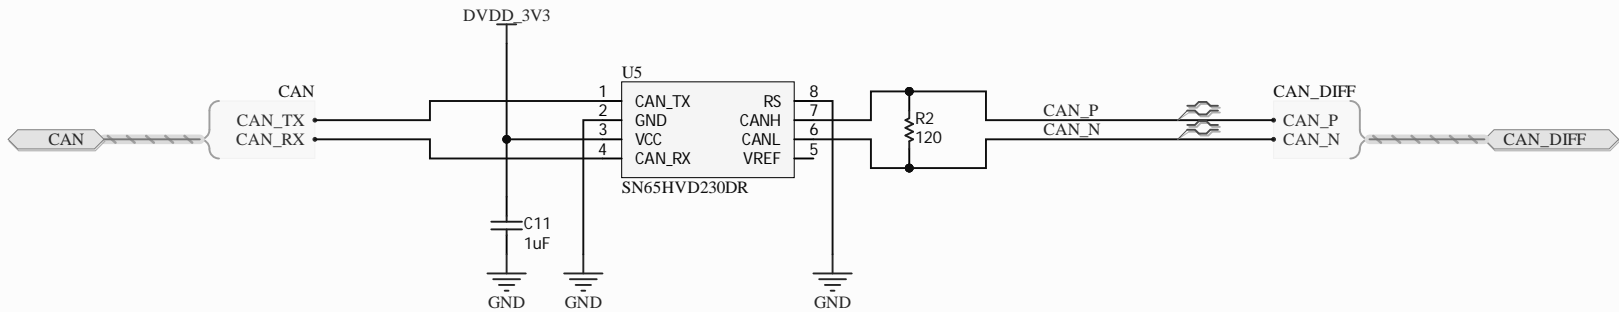 DVDD_3V3
U5
CAN
CAN_DIFF
1 CAN_TX RS 8
2 GND CANH 7
3 VCC CANL 6
4 CAN_RX VREF 5
SN65HVD230DR
CAN_TX
CAN_RX
CAN
R2
120
CAN_P
CAN_N
CAN_P
CAN_N
CAN_DIFF
C11
1uF
GND
GND
GND